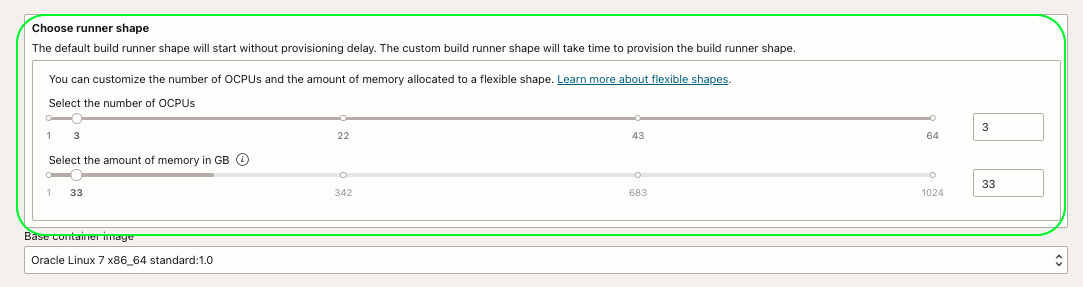 Choose runner shape
The default build runner shape will start without provisioning delay. The custom build runner shape will take time to provision the build runner shape.
You can customize the number of OCPUs and the amount of memory allocated to a flexible shape. Learn more about flexible shapes.
Select the number of OCPUs
1 3 22 43 64
3
Select the amount of memory in GB i
1 33 342 683 1024
33
Base container image
Oracle Linux 7 x86_64 standard:1.0